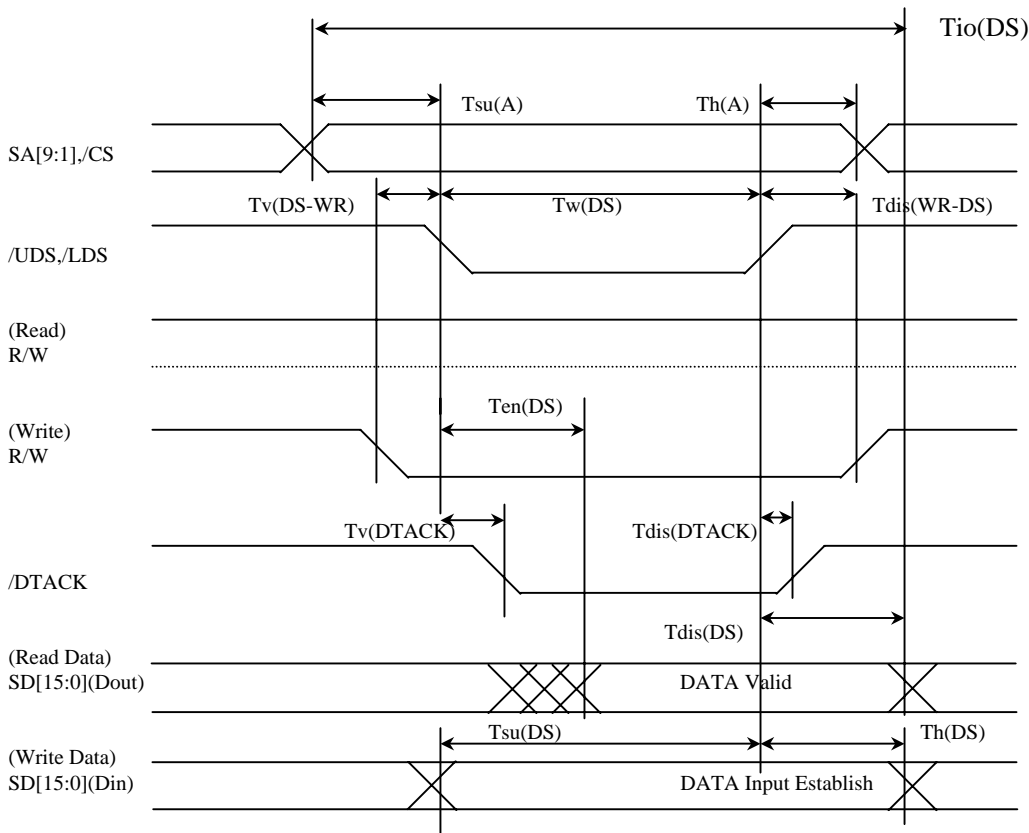 Tio(DS)
Tsu(A) Th(A)
SA[9:1],/CS
Tv(DS-WR) Tw(DS) Tdis(WR-DS)
/UDS,/LDS
(Read)
R/W
Ten(DS)
(Write)
R/W
Tv(DTACK) Tdis(DTACK)
/DTACK
Tdis(DS)
(Read Data)
SD[15:0](Dout) DATA Valid
Tsu(DS) Th(DS)
(Write Data)
SD[15:0](Din) DATA Input Establish